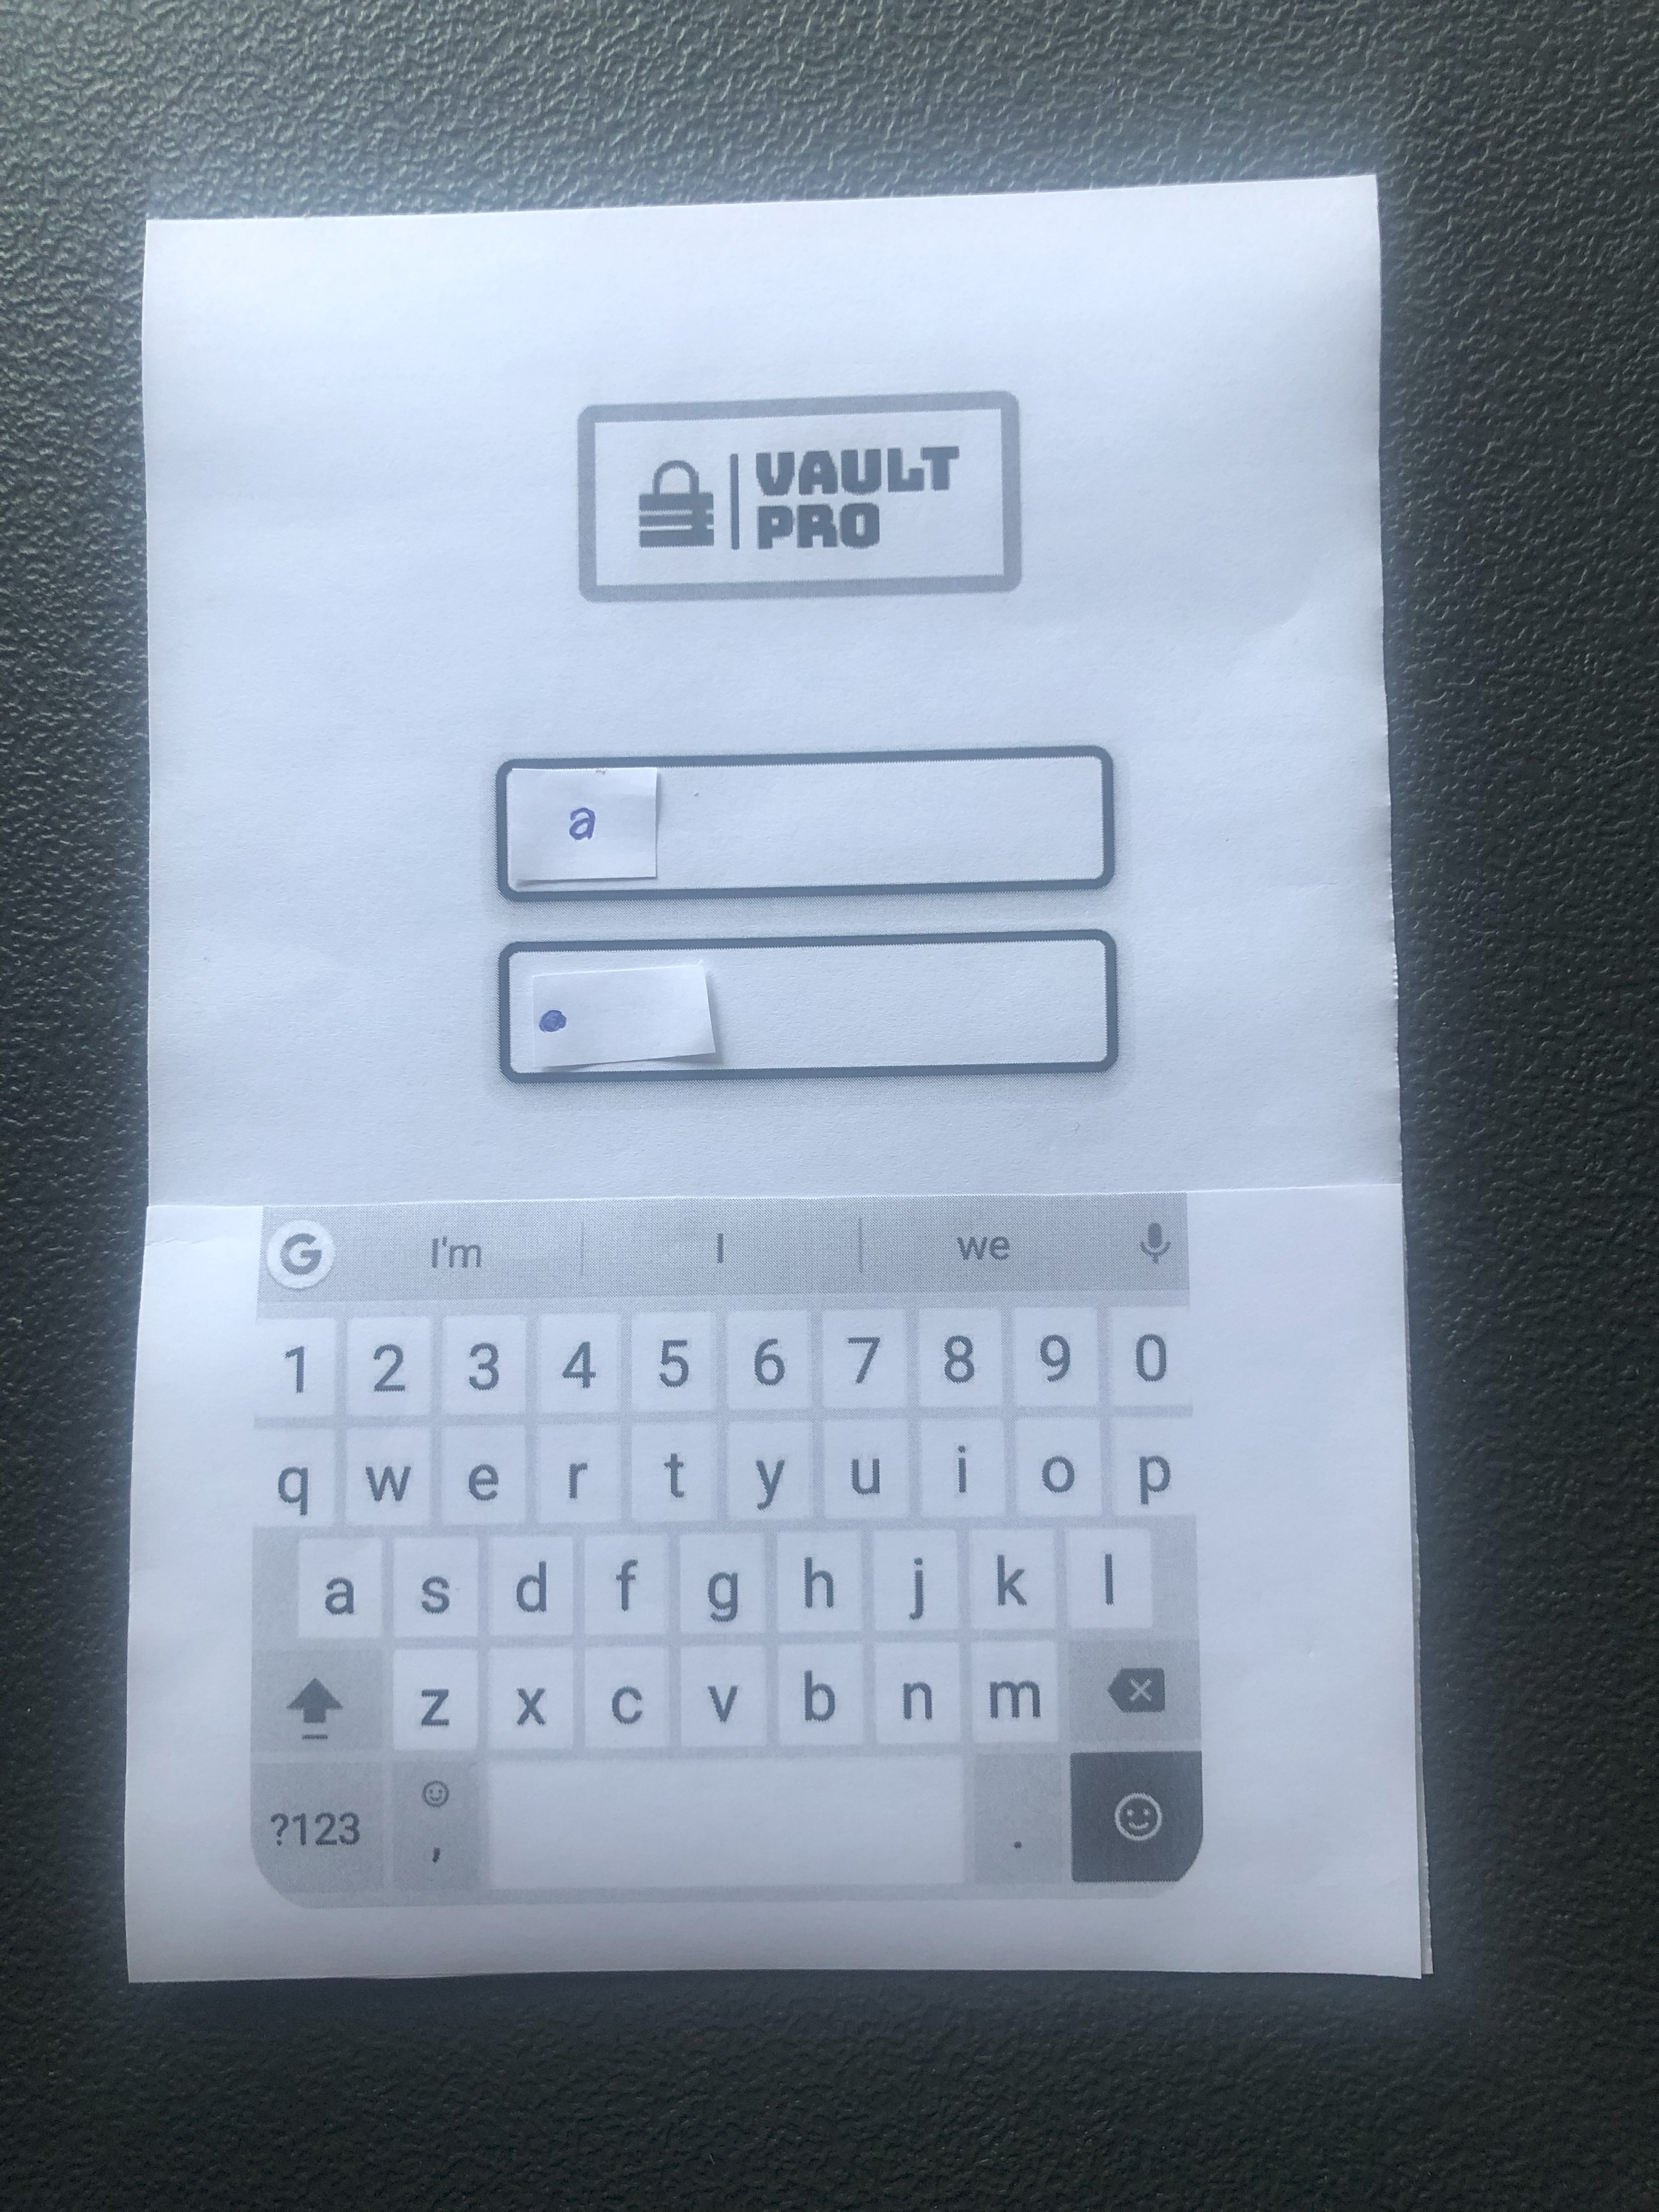 VAULT
PRO
a
•
G I'm I we
1 2 3 4 5 6 7 8 9 0
q w e r t y u i o p
a s d f g h j k l
z x c v b n m
?123 , .